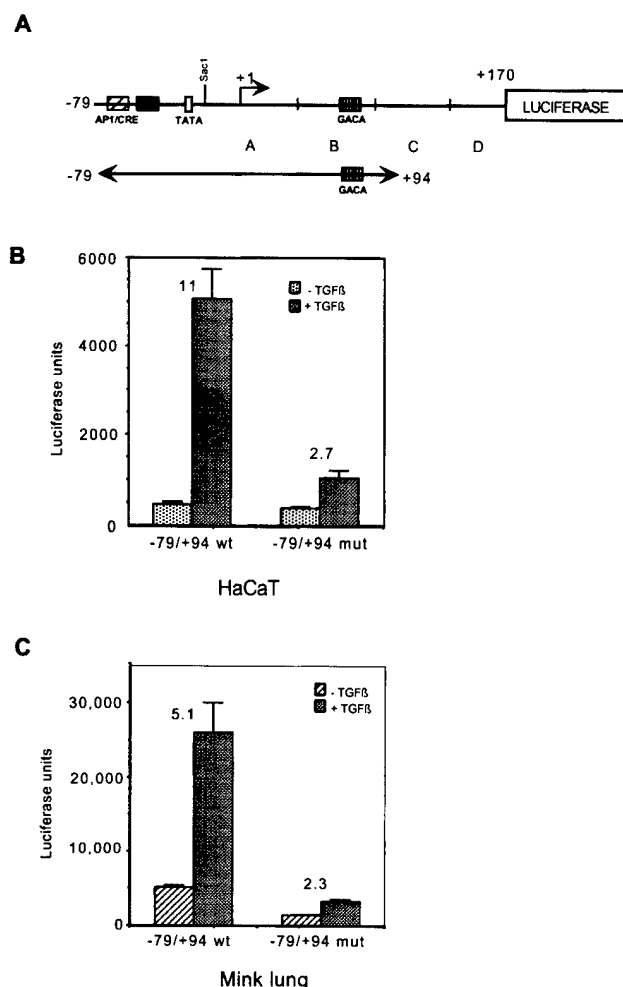 A
Sac1
+1
+170
-79
LUCIFERASE
AP1/CRE
TATA
GACA
A B C D
-79
+94
GACA
B
6000
4000
2000
0
Luciferase units
11
2.7
- TGFß
+ TGFß
-79/+94 wt
-79/+94 mut
HaCaT
C
30,000
20,000
10,000
0
Luciferase units
5.1
2.3
- TGFß
+ TGFß
-79/+94 wt
-79/+94 mut
Mink lung